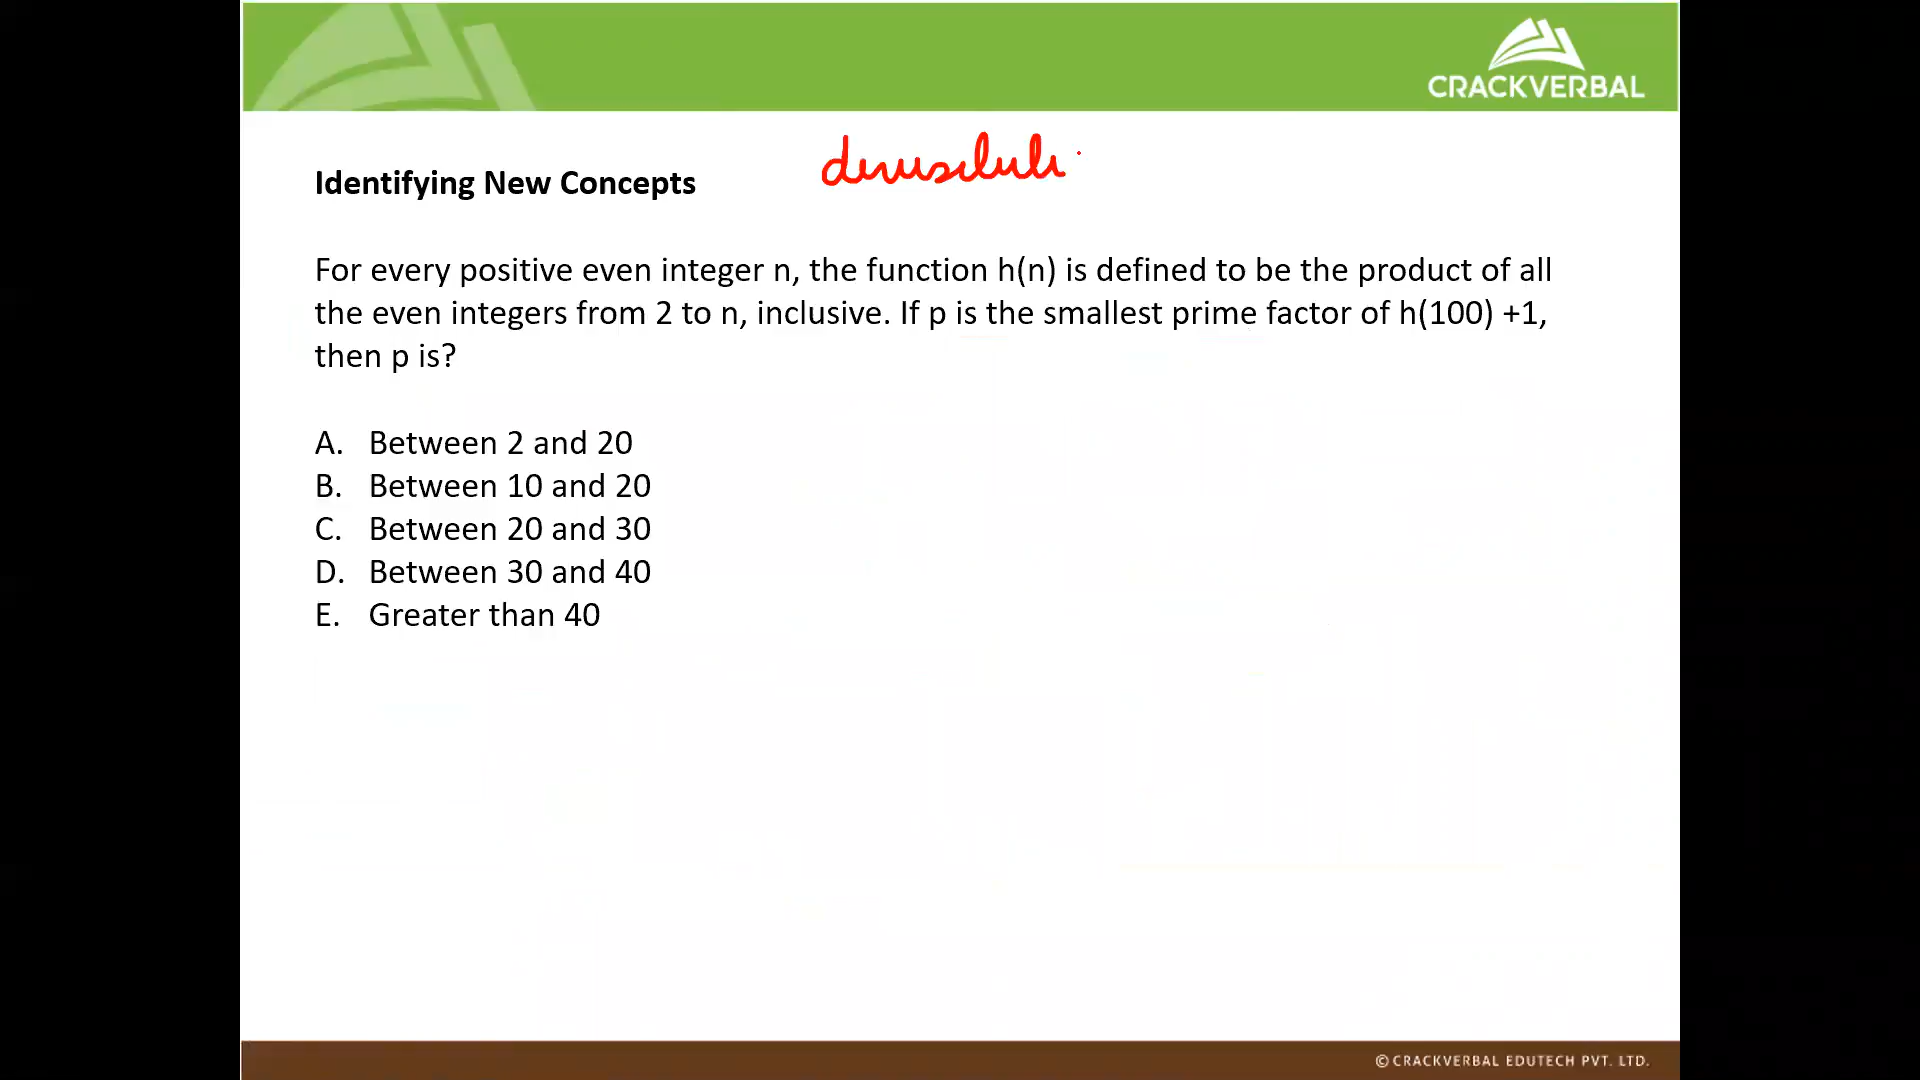 CRACKVERBAL
Identifying New Concepts
For every positive even integer n, the function h(n) is defined to be the product of all
the even integers from 2 to n, inclusive. If p is the smallest prime factor of h(100) +1,
then p is?
A. Between 2 and 20
B. Between 10 and 20
C. Between 20 and 30
D. Between 30 and 40
E. Greater than 40
©CRACKVERBAL EDUTECH PVT. LTD.